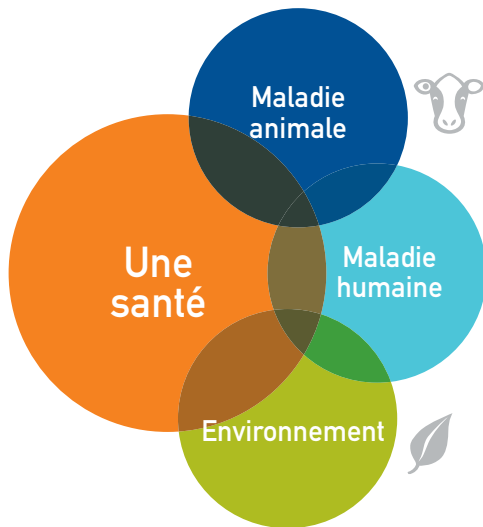 Maladie
animale
Une
santé
Maladie
humaine
Environnement